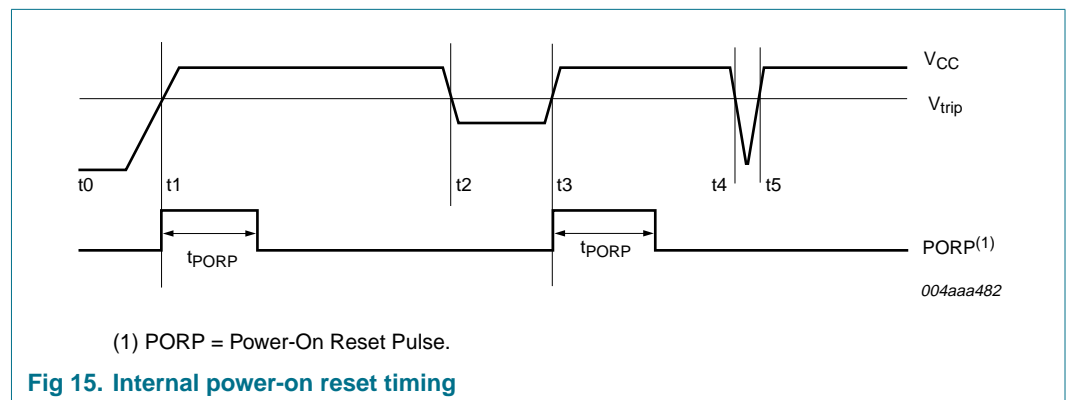 VCC
Vtrip
t0 t1 t2 t3 t4 t5
tPORP tPORP PORP(1)
004aaa482
(1) PORP = Power-On Reset Pulse.
Fig 15. Internal power-on reset timing